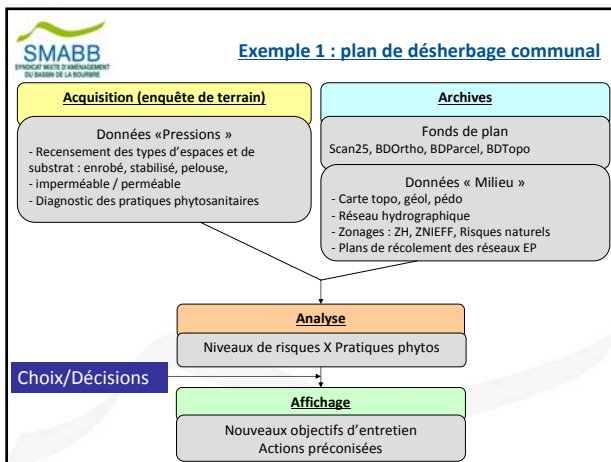 SMABB
SYNDICAT MIXTE D'AMÉNAGEMENT
DU BASSIN DE LA BOURBRE
Exemple 1 : plan de désherbage communal
Acquisition (enquête de terrain)
Données «Pressions »
- Recensement des types d'espaces et de
substrat : enrobé, stabilisé, pelouse,
- imperméable / perméable
- Diagnostic des pratiques phytosanitaires
Archives
Fonds de plan
Scan25, BDOrtho, BDParcel, BDTopo
Données « Milieu »
- Carte topo, géol, pédo
- Réseau hydrographique
- Zonages : ZH, ZNIEFF, Risques naturels
- Plans de récolement des réseaux EP
Analyse
Niveaux de risques X Pratiques phytos
Choix/Décisions
Affichage
Nouveaux objectifs d'entretien
Actions préconisées